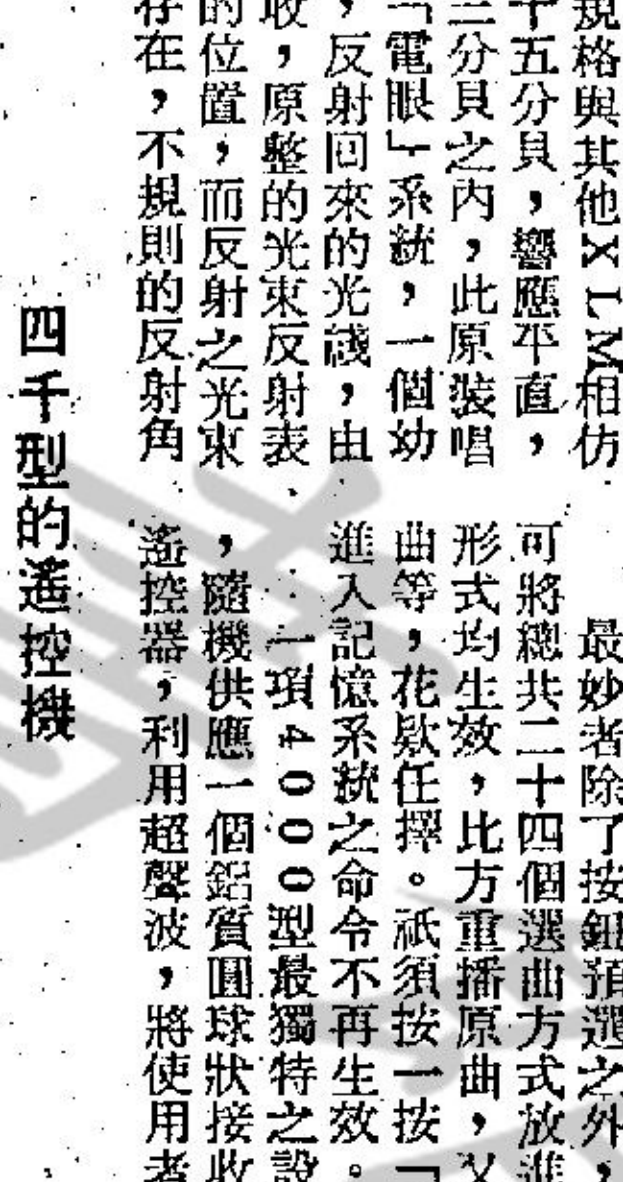 規格與其他XLM相仿
十五分貝，響應平直，
三分貝之內，此原裝唱
「電眼」系統，一個幼
，反射回來的光綫，由
收，原整的光束反射表
的位置，而反射之光束
存在，不規則的反射角
最妙者除了按鈕預選之外，
可將總共二十四個選曲方式放進
形式均生效，比方重播原曲，又
曲等，花欵任擇。祇須按一按「
進入記憶系統之命令不再生效。
一項4000型最獨特之設
，隨機供應一個鋁質圓球狀接收
遙控器，利用超聲波，將使用者
四千型的遙控機